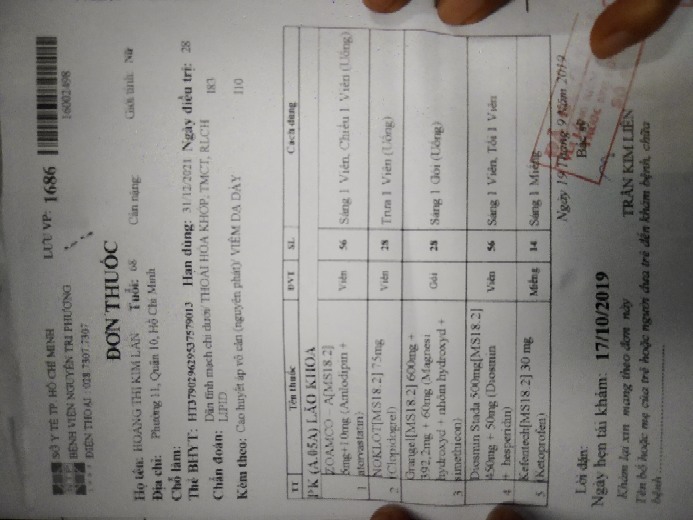 SỞ Y TẾ TP. HỒ CHÍ MINH
BỆNH VIỆN NGUYỄN TRI PHƯƠNG
ĐIỆN THOẠI : 028.7307.7307
LƯU VP: 1686
16002498
ĐƠN THUỐC
Họ tên: HOÀNG THỊ KIM LAN Tuổi: 68 Cân nặng: Giới tính: Nữ
Địa chỉ: Phường 11, Quận 10, Hồ Chí Minh
Chỗ làm:
Thẻ BHYT: HT379029629537579013 Hạn dùng: 31/12/2021 Ngày điều trị: 28
Chẩn đoán: Dãn tĩnh mạch chi dưới/ THOÁI HÓA KHỚP, TMCT, RLCH LIPID 183
Kèm theo: Cao huyết áp vô căn (nguyên phát)/ VIÊM DẠ DÀY 110
TT Tên thuốc ĐVT SL Cách dùng
PK (A.05A) LÃO KHOA
1 ZOAMCO - A[MS18.2] 5mg+10mg (Amlodipin + atorvastatin) Viên 56 Sáng 1 Viên, Chiều 1 Viên (Uống)
2 NOKLOT[MS18.2] 75mg (Clopidogrel) Viên 28 Trưa 1 Viên (Uống)
3 Grangel[MS18.2] 600mg + 392,2mg + 60mg (Magnesi hydroxyd + nhôm hydroxyd + simethicon) Gói 28 Sáng 1 Gói (Uống)
4 Diosmin Stada 500mg[MS18.2] 450mg + 50mg (Diosmin + hesperidin) Viên 56 Sáng 1 Viên, Tối 1 Viên
5 Kefentech[MS18.2] 30 mg (Ketoprofen) Miếng 14 Sáng 1 Miếng
Ngày 19 Tháng 9 Năm 2019
Lời dặn: Bác sỹ
Ngày hẹn tái khám: 17/10/2019
Khám lại xin mang theo đơn này TRẦN KIM LIÊN
Tên bố hoặc mẹ của trẻ hoặc người đưa trẻ đến khám bệnh, chữa
bệnh